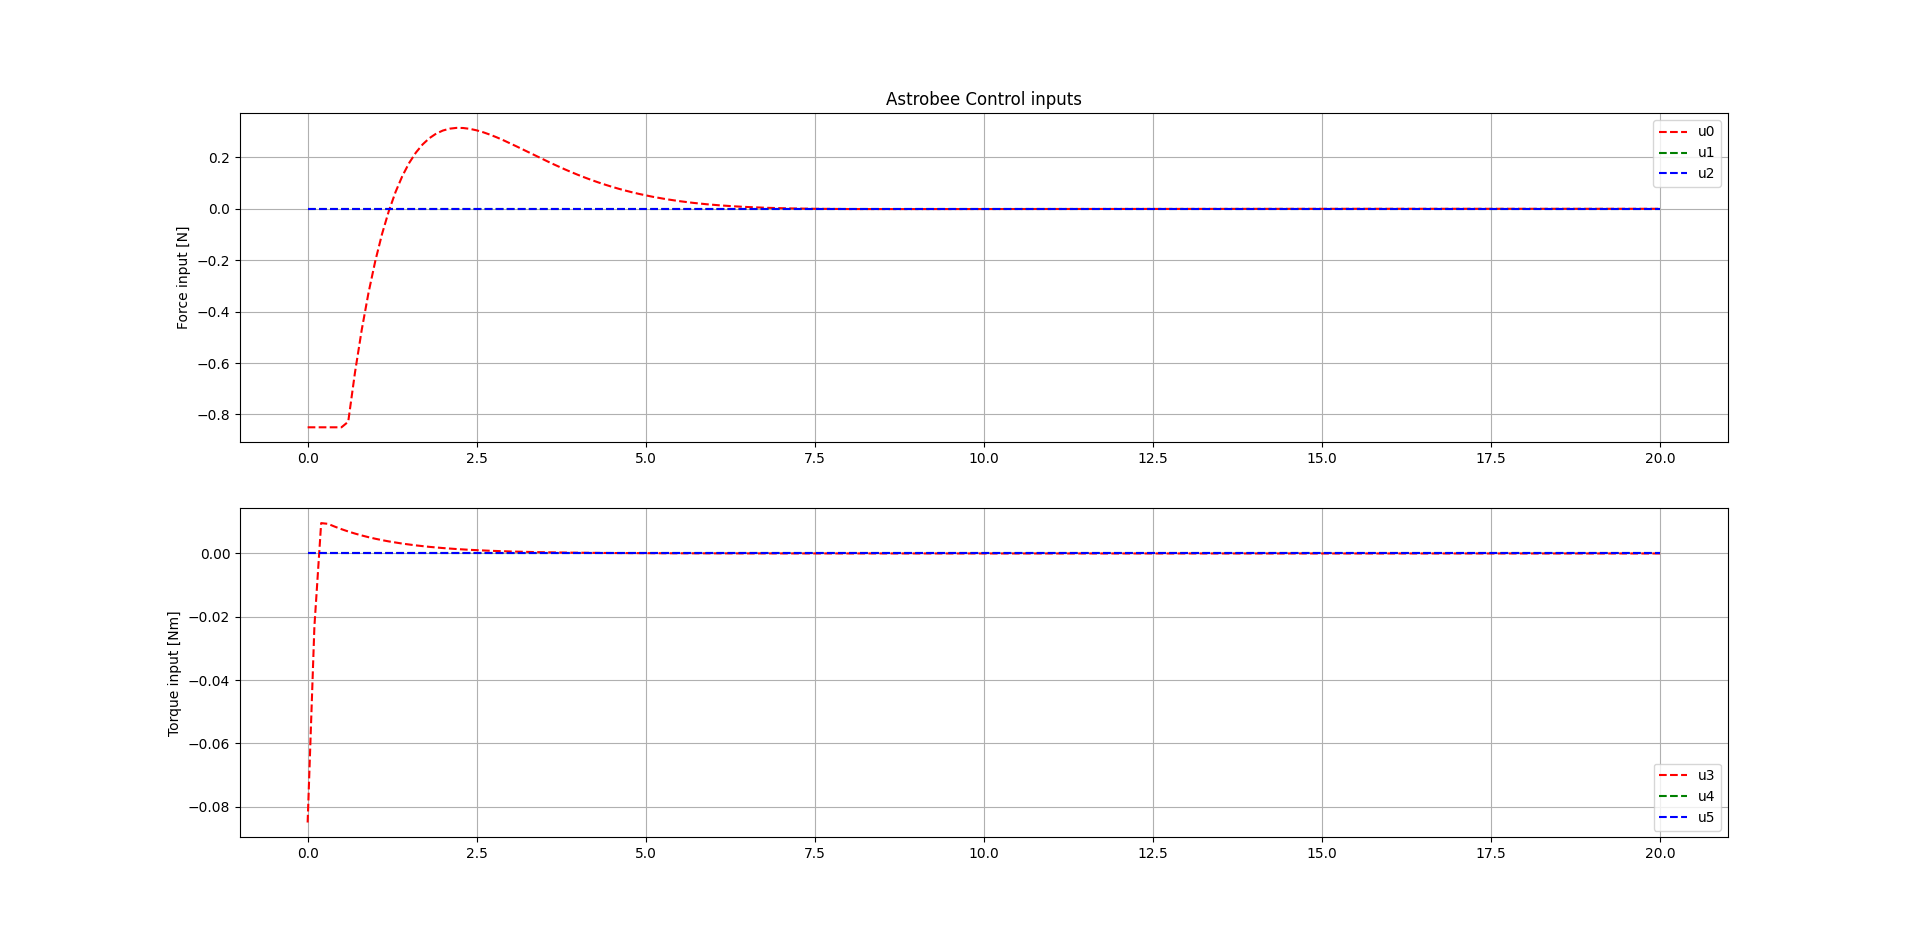 Astrobee Control inputs
u0
u1
u2
0.2
0.0
−0.2
−0.4
−0.6
−0.8
Force input [N]
0.0 2.5 5.0 7.5 10.0 12.5 15.0 17.5 20.0
0.00
−0.02
−0.04
−0.06
−0.08
Torque input [Nm]
u3
u4
u5
0.0 2.5 5.0 7.5 10.0 12.5 15.0 17.5 20.0